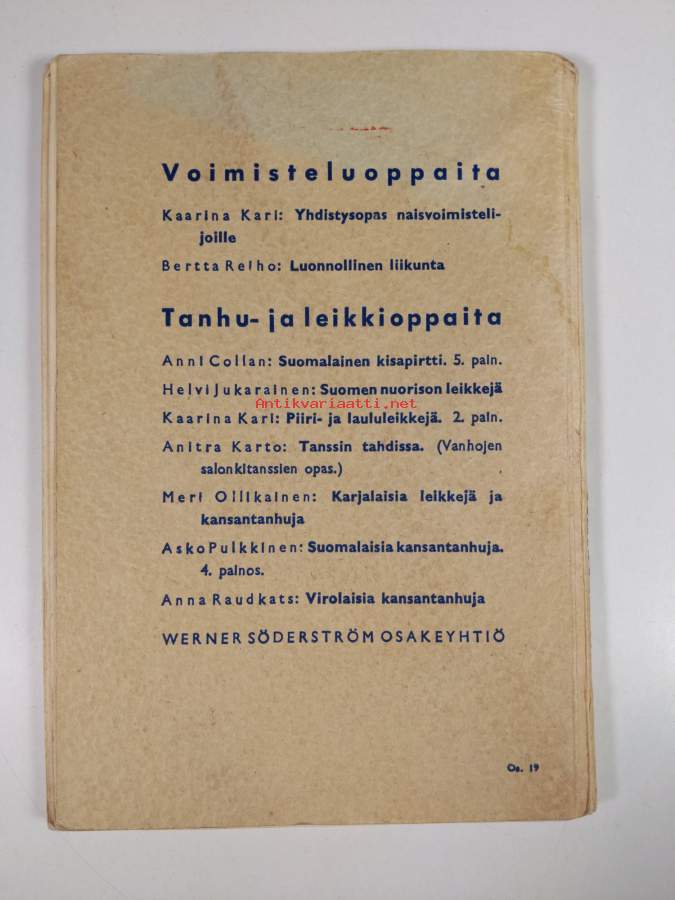 Voimisteluoppaita
Kaarina Kari: Yhdistysopas naisvoimisteli-
joille
Bertta Reiho: Luonnollinen liikunta
Tanhu- ja leikkioppaita
Anni Collan: Suomalainen kisapirtti. 5. pain.
Helvi Jukarainen: Suomen nuorison leikkejä
Antikvariaatti.net
Kaarina Kari: Piiri- ja laululeikkejä. 2. pain.
Anitra Karto: Tanssin tahdissa. (Vanhojen
salonkitanssien opas.)
Meri Ollikainen: Karjalaisia leikkejä ja
kansantanhuja
Asko Pulkkinen: Suomalaisia kansantanhuja.
4. painos.
Anna Raudkats: Virolaisia kansantanhuja
WERNER SÖDERSTRÖM OSAKEYHTIÖ
Os. 19